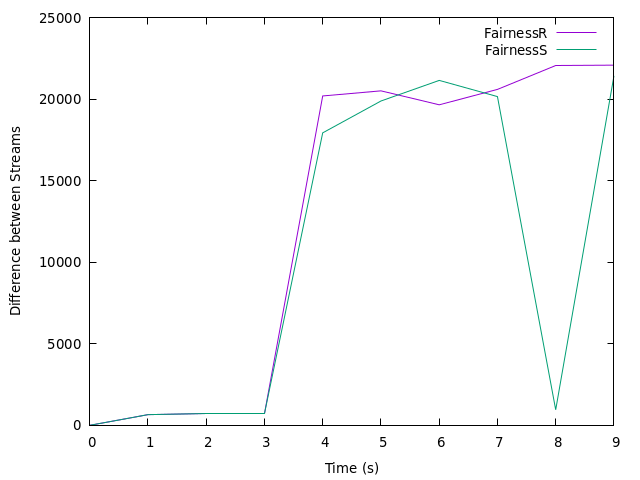 25000
20000
15000
10000
5000
0
Difference between Streams
FairnessR
FairnessS
0 1 2 3 4 5 6 7 8 9
Time (s)